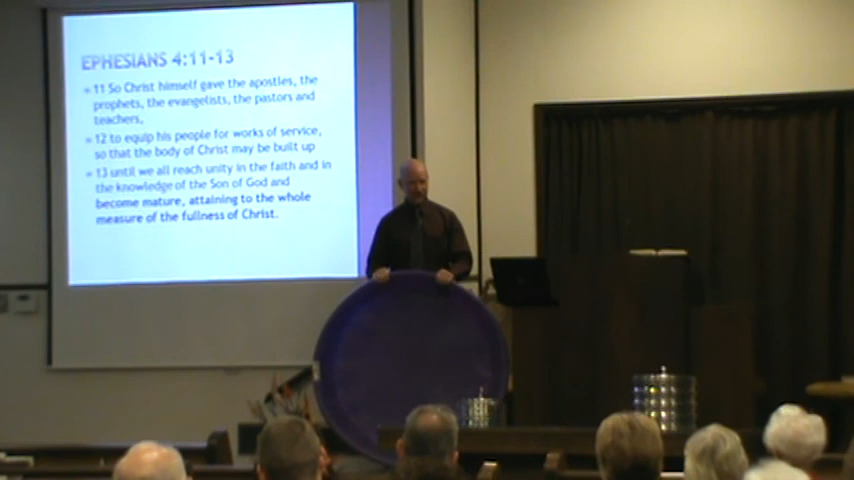 EPHESIANS 4:11-13
11 So Christ himself gave the apostles, the
prophets, the evangelists, the pastors and
teachers,
12 to equip his people for works of service,
so that the body of Christ may be built up
13 until we all reach unity in the faith and in
the knowledge of the Son of God and
become mature, attaining to the whole
measure of the fullness of Christ.